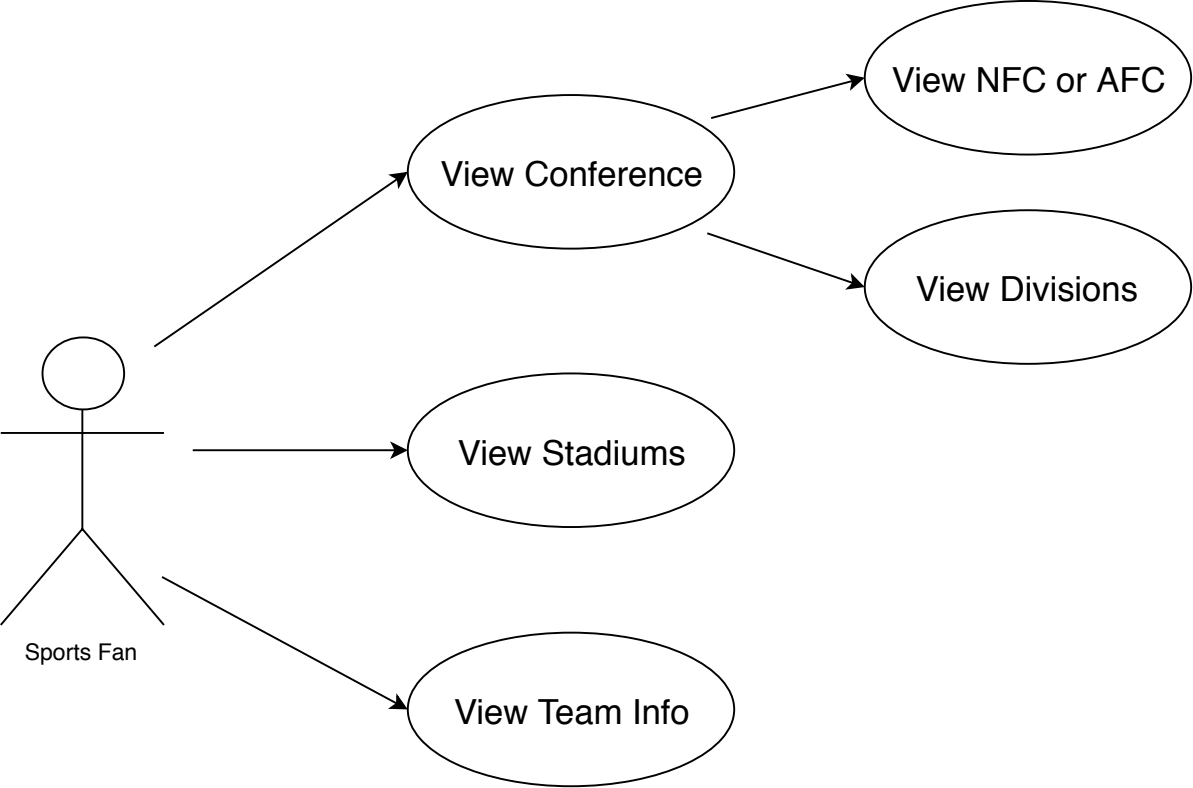 View NFC or AFC
View Conference
View Divisions
View Stadiums
Sports Fan
View Team Info